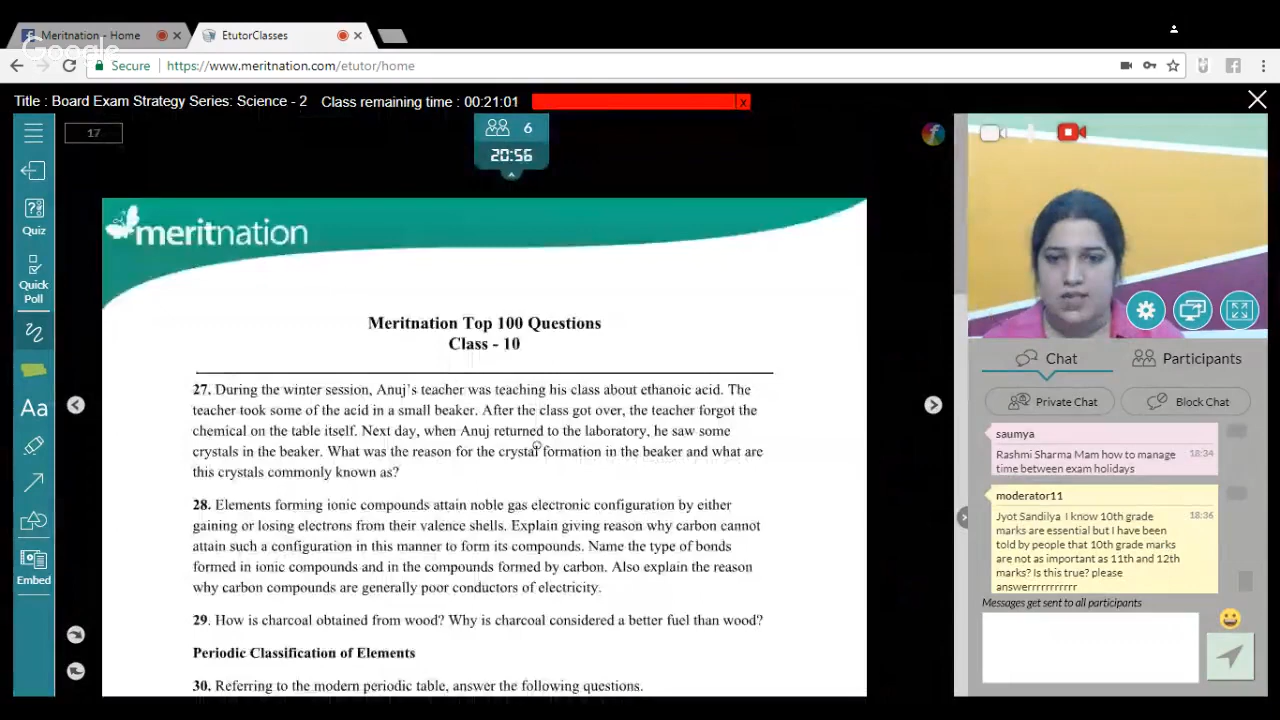 Meritnation - Home
EtutorClasses
Google
Secure
https://www.meritnation.com/etutor/home
Title : Board Exam Strategy Series: Science - 2
Class remaining time : 00:21:01
x
17
6
20:56
Quiz
Quick
Poll
Aa
Embed
meritnation
Meritnation Top 100 Questions
Class - 10
27. During the winter session, Anuj's teacher was teaching his class about ethanoic acid. The
teacher took some of the acid in a small beaker. After the class got over, the teacher forgot the
chemical on the table itself. Next day, when Anuj returned to the laboratory, he saw some
crystals in the beaker. What was the reason for the crystal formation in the beaker and what are
this crystals commonly known as?
28. Elements forming ionic compounds attain noble gas electronic configuration by either
gaining or losing electrons from their valence shells. Explain giving reason why carbon cannot
attain such a configuration in this manner to form its compounds. Name the type of bonds
formed in ionic compounds and in the compounds formed by carbon. Also explain the reason
why carbon compounds are generally poor conductors of electricity.
29. How is charcoal obtained from wood? Why is charcoal considered a better fuel than wood?
Periodic Classification of Elements
30. Referring to the modern periodic table, answer the following questions.
Chat
Participants
Private Chat
Block Chat
saumya
Rashmi Sharma Mam how to manage
time between exam holidays
18:34
moderator11
Jyot Sandilya I know 10th grade
marks are essential but I have been
told by people that 10th grade marks
are not as important as 11th and 12th
marks? Is this true? please
answerrrrrrrrrr
18:36
Messages get sent to all participants